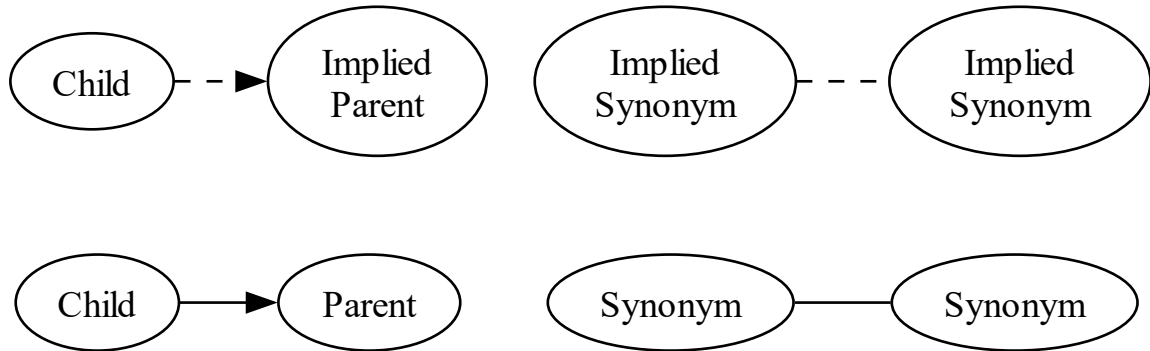 Child
Implied
Parent
Implied
Synonym
Implied
Synonym
Child
Parent
Synonym
Synonym